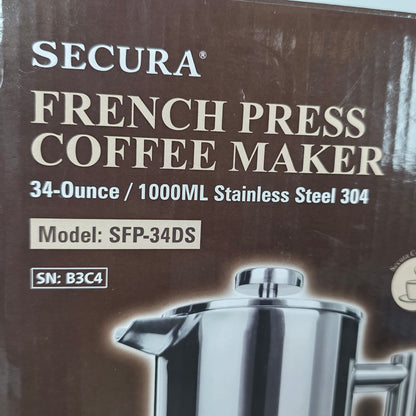 SECURA®
FRENCH PRESS
COFFEE MAKER
34-Ounce / 1000ML Stainless Steel 304
Model: SFP-34DS
SN: B3C4